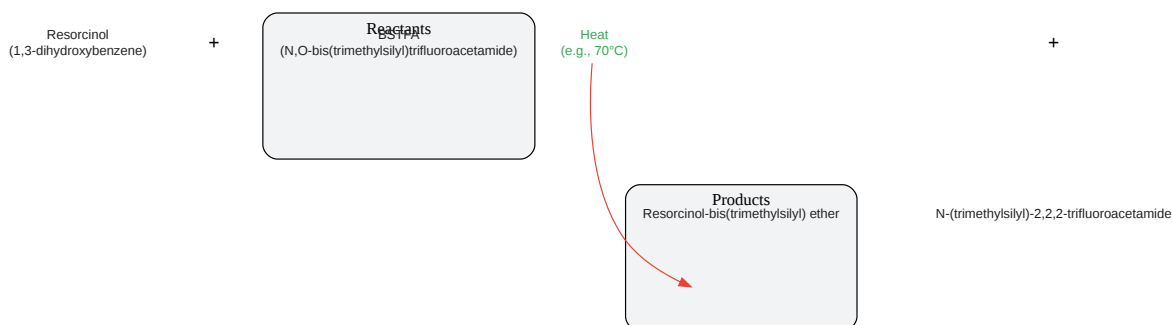 Resorcinol
(1,3-dihydroxybenzene)
+
Reactants
BSTFA
(N,O-bis(trimethylsilyl)trifluoroacetamide)
Heat
(e.g., 70°C)
+
Products
Resorcinol-bis(trimethylsilyl) ether
N-(trimethylsilyl)-2,2,2-trifluoroacetamide